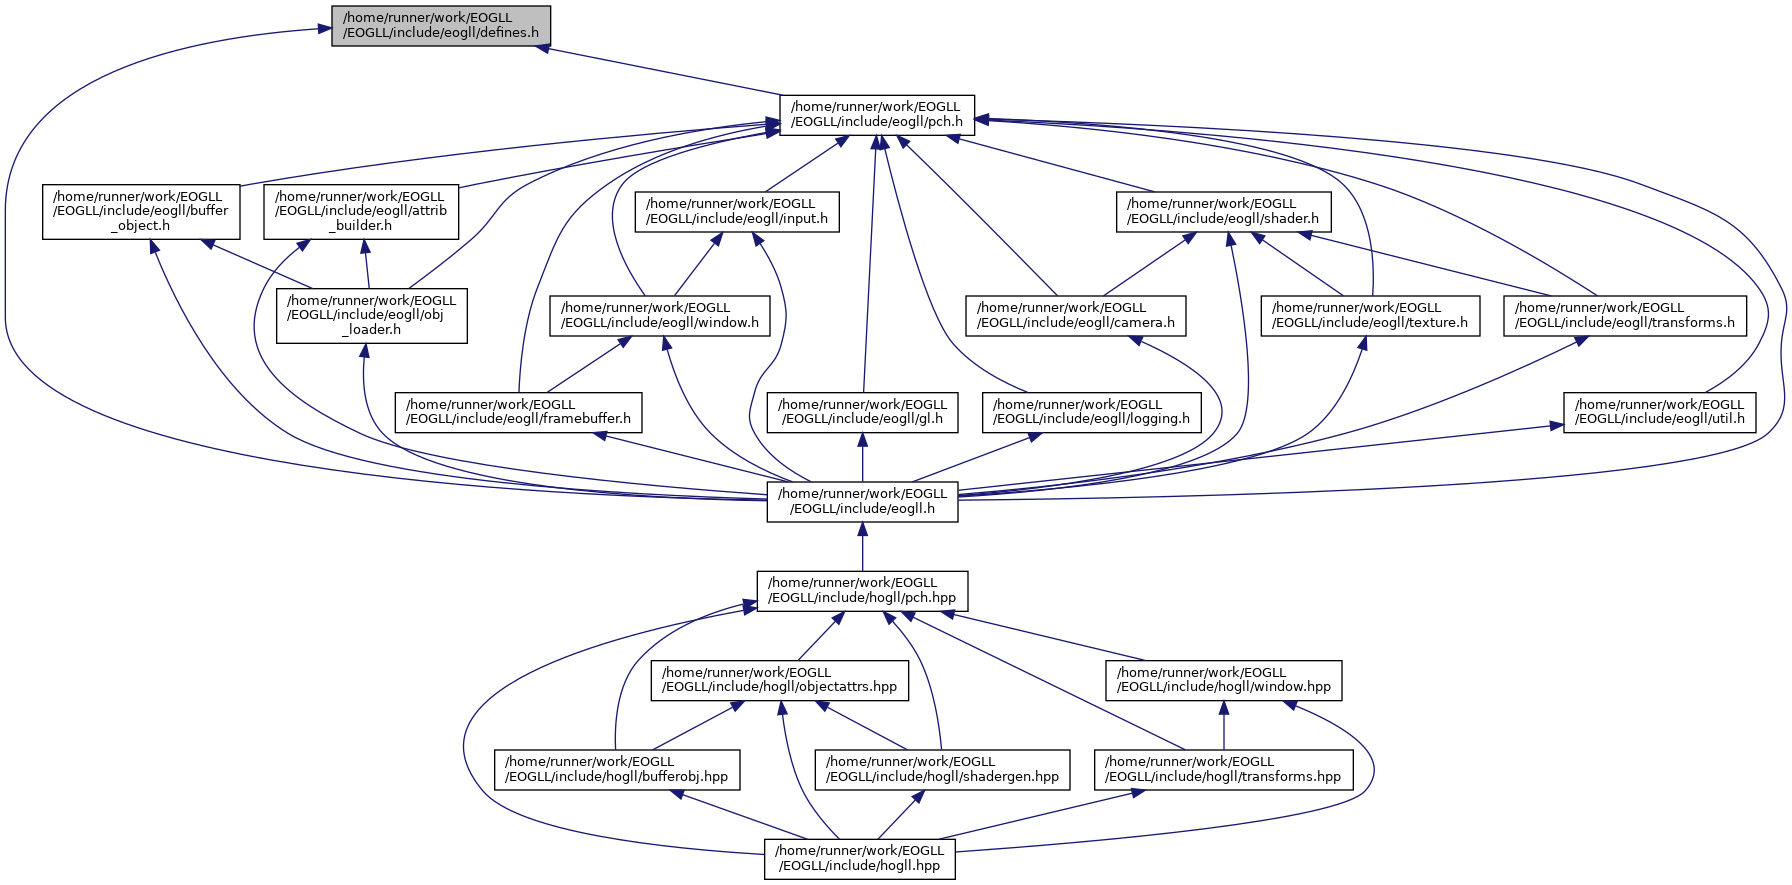 /home/runner/work/EOGLL
/EOGLL/include/eogll/defines.h
/home/runner/work/EOGLL
/EOGLL/include/eogll/pch.h
/home/runner/work/EOGLL
/EOGLL/include/eogll/buffer
_object.h
/home/runner/work/EOGLL
/EOGLL/include/eogll/attrib
_builder.h
/home/runner/work/EOGLL
/EOGLL/include/eogll/input.h
/home/runner/work/EOGLL
/EOGLL/include/eogll/shader.h
/home/runner/work/EOGLL
/EOGLL/include/eogll/obj
_loader.h
/home/runner/work/EOGLL
/EOGLL/include/eogll/window.h
/home/runner/work/EOGLL
/EOGLL/include/eogll/camera.h
/home/runner/work/EOGLL
/EOGLL/include/eogll/texture.h
/home/runner/work/EOGLL
/EOGLL/include/eogll/transforms.h
/home/runner/work/EOGLL
/EOGLL/include/eogll/framebuffer.h
/home/runner/work/EOGLL
/EOGLL/include/eogll/gl.h
/home/runner/work/EOGLL
/EOGLL/include/eogll/logging.h
/home/runner/work/EOGLL
/EOGLL/include/eogll/util.h
/home/runner/work/EOGLL
/EOGLL/include/eogll.h
/home/runner/work/EOGLL
/EOGLL/include/hogll/pch.hpp
/home/runner/work/EOGLL
/EOGLL/include/hogll/objectattrs.hpp
/home/runner/work/EOGLL
/EOGLL/include/hogll/window.hpp
/home/runner/work/EOGLL
/EOGLL/include/hogll/bufferobj.hpp
/home/runner/work/EOGLL
/EOGLL/include/hogll/shadergen.hpp
/home/runner/work/EOGLL
/EOGLL/include/hogll/transforms.hpp
/home/runner/work/EOGLL
/EOGLL/include/hogll.hpp